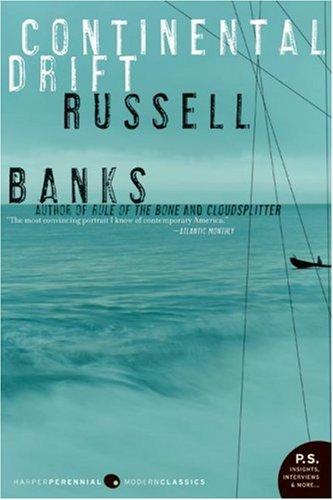 CONTINENTAL
DRIFT
RUSSELL
BANKS
AUTHOR OF RULE OF THE BONE AND CLOUDSPLITTER
"The most convincing portrait I know of contemporary America."
—ATLANTIC MONTHLY
P.S.
INSIGHTS,
INTERVIEWS
& MORE...
HARPERPERENNIAL MODERNCLASSICS